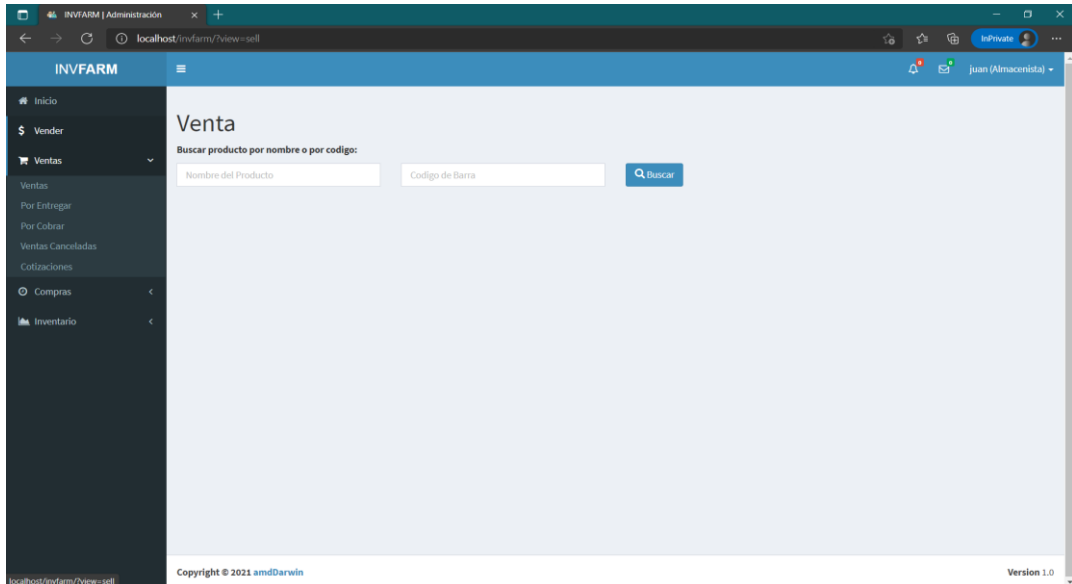 INVFARM | Administración
localhost/invfarm/?view=sell
InPrivate
INVFARM
juan (Almacenista)
Inicio
Vender
Ventas
Ventas
Por Entregar
Por Cobrar
Ventas Canceladas
Cotizaciones
Compras
Inventario
Venta
Buscar producto por nombre o por codigo:
Nombre del Producto
Codigo de Barra
Buscar
Copyright © 2021 amdDarwin
Version 1.0
localhost/invfarm/?view=sell